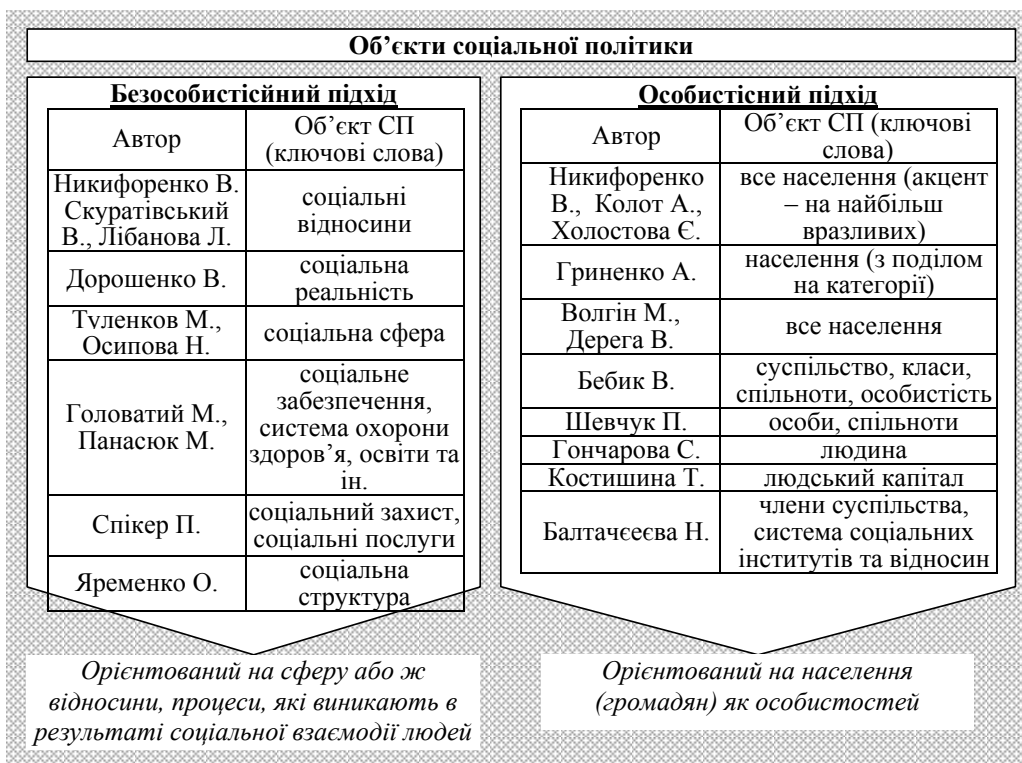 Об’єкти соціальної політики
Безособистісійний підхід
Автор
Об’єкт СП
(ключові слова)
Никифоренко В.
Скуратівський
В., Лібанова Л.
соціальні
відносини
Дорошенко В.
соціальна
реальність
Туленков М.,
Осипова Н.
соціальна сфера
Головатий М.,
Панасюк М.
соціальне
забезпечення,
система охорони
здоров’я, освіти та
ін.
Спікер П.
соціальний захист,
соціальні послуги
Яременко О.
соціальна
структура
Орієнтований на сферу або ж
відносини, процеси, які виникають в
результаті соціальної взаємодії людей
Особистісний підхід
Автор
Об’єкт СП (ключові
слова)
Никифоренко
В., Колот А.,
Холостова Є.
все населення (акцент
– на найбільш
вразливих)
Гриненко А.
населення (з поділом
на категорії)
Волгін М.,
Дерега В.
все населення
Бебик В.
суспільство, класи,
спільноти, особистість
Шевчук П.
особи, спільноти
Гончарова С.
людина
Костишина Т.
людський капітал
Балтачєеєва Н.
члени суспільства,
система соціальних
інститутів та відносин
Орієнтований на населення
(громадян) як особистостей